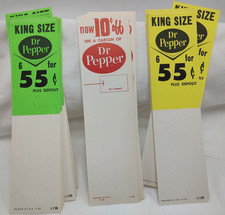 KING SIZE
Dr
Pepper
6 for
55¢
PLUS DEPOSIT
now 10¢ off
ON A CARTON OF
Dr
Pepper
KING SIZE
Dr
Pepper
6 for
55¢
PLUS DEPOSIT